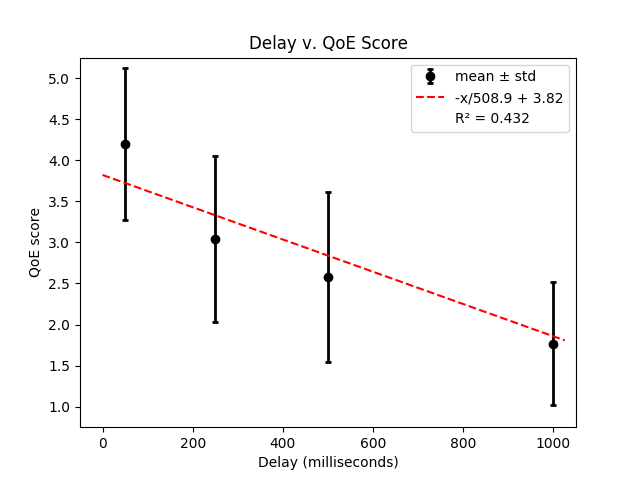 Delay v. QoE Score
mean ± std
-x/508.9 + 3.82
R² = 0.432
QoE score
5.0
4.5
4.0
3.5
3.0
2.5
2.0
1.5
1.0
0 200 400 600 800 1000
Delay (milliseconds)